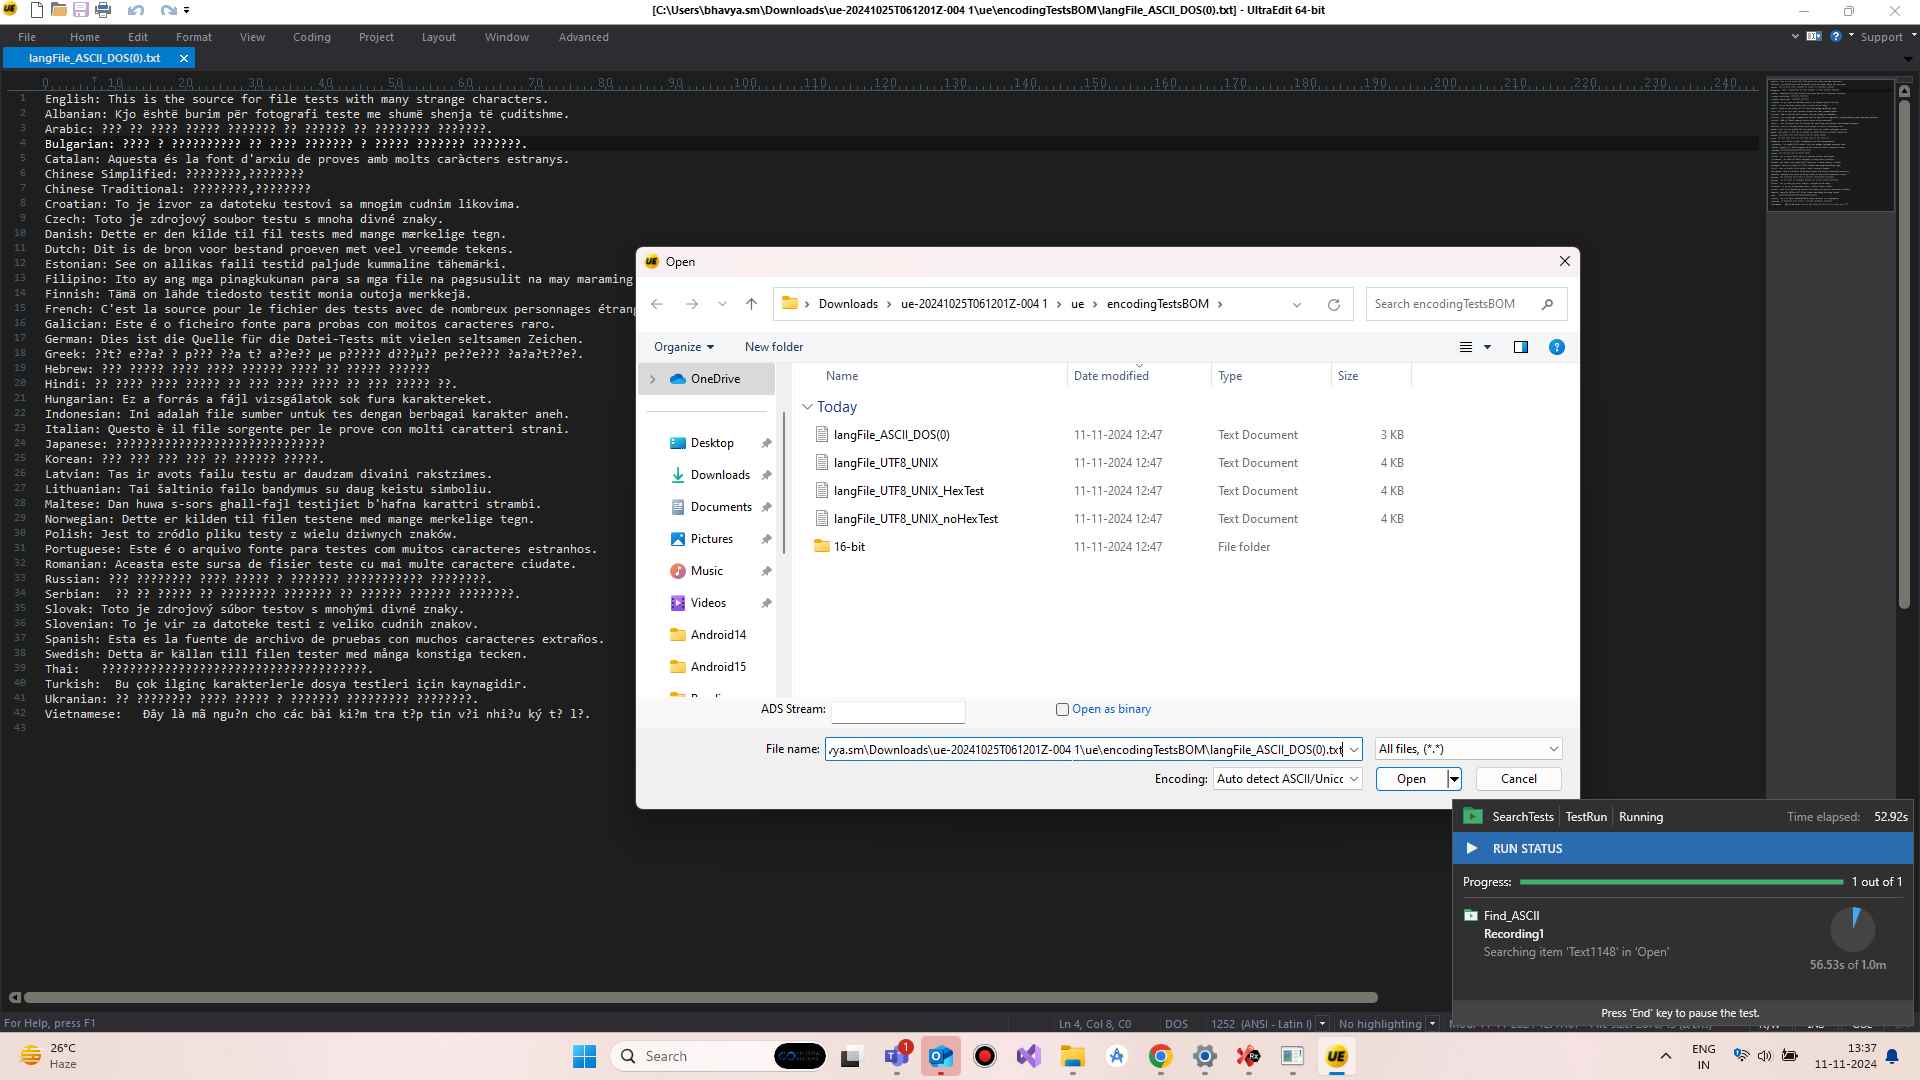 [C:\Users\bhavya.sm\Downloads\ue-20241025T061201Z-004 1\ue\encodingTestsBOM\langFile_ASCII_DOS(0).txt] - UltraEdit 64-bit
File Home Edit Format View Coding Project Layout Window Advanced Support
langFile_ASCII_DOS(0).txt
0 10 20 30 40 50 60 70 80 90 100 110 120 130 140 150 160 170 180 190 200 210 220 230 240
1 English: This is the source for file tests with many strange characters.
2 Albanian: Kjo është burim për fotografi teste me shumë shenja të çuditshme.
3 Arabic: ??? ?? ???? ????? ??????? ?? ?????? ?? ???????? ???????.
4 Bulgarian: ???? ? ?????????? ?? ???? ??????? ? ????? ??????? ???????.
5 Catalan: Aquesta és la font d'arxiu de proves amb molts caràcters estranys.
6 Chinese Simplified: ????????,????????
7 Chinese Traditional: ????????,????????
8 Croatian: To je izvor za datoteku testovi sa mnogim cudnim likovima.
9 Czech: Toto je zdrojový soubor testu s mnoha divné znaky.
10 Danish: Dette er den kilde til fil tests med mange mærkelige tegn.
11 Dutch: Dit is de bron voor bestand proeven met veel vreemde tekens.
12 Estonian: See on allikas faili testid paljude kummaline tähemärki.
13 Filipino: Ito ay ang mga pinagkukunan para sa mga file na pagsusulit na may maraming
14 Finnish: Tämä on lähde tiedosto testit monia outoja merkkejä.
15 French: C'est la source pour le fichier des tests avec de nombreux personnages étrang
16 Galician: Este é o ficheiro fonte para probas con moitos caracteres raro.
17 German: Dies ist die Quelle für die Datei-Tests mit vielen seltsamen Zeichen.
18 Greek: ??t? e??a? ? p??? ??a t? a??e?? µe p????? d???µ?? pe??e??? ?a?a?t??e?.
19 Hebrew: ??? ????? ???? ???? ?????? ???? ?? ????? ??????
20 Hindi: ?? ???? ???? ????? ?? ??? ???? ???? ?? ??? ????? ??.
21 Hungarian: Ez a forrás a fájl vizsgálatok sok fura karaktereket.
22 Indonesian: Ini adalah file sumber untuk tes dengan berbagai karakter aneh.
23 Italian: Questo è il file sorgente per le prove con molti caratteri strani.
24 Japanese: ??????????????????????????????
25 Korean: ??? ??? ??? ??? ?? ?????? ?????.
26 Latvian: Tas ir avots failu testu ar daudzam divaini rakstzimes.
27 Lithuanian: Tai šaltinio failo bandymus su daug keistu simboliu.
28 Maltese: Dan huwa s-sors ghall-fajl testijiet b'hafna karattri strambi.
29 Norwegian: Dette er kilden til filen testene med mange merkelige tegn.
30 Polish: Jest to zródlo pliku testy z wielu dziwnych znaków.
31 Portuguese: Este é o arquivo fonte para testes com muitos caracteres estranhos.
32 Romanian: Aceasta este sursa de fisier teste cu mai multe caractere ciudate.
33 Russian: ??? ???????? ???? ????? ? ??????? ??????????? ????????.
34 Serbian: ?? ?? ????? ?? ???????? ??????? ?? ?????? ?????? ????????.
35 Slovak: Toto je zdrojový súbor testov s mnohými divné znaky.
36 Slovenian: To je vir za datoteke testi z veliko cudnih znakov.
37 Spanish: Esta es la fuente de archivo de pruebas con muchos caracteres extraños.
38 Swedish: Detta är källan till filen tester med många konstiga tecken.
39 Thai: ??????????????????????????????????????.
40 Turkish: Bu çok ilginç karakterlerle dosya testleri için kaynagidir.
41 Ukranian: ?? ???????? ???? ????? ? ??????? ???????? ????????.
42 Vietnamese: Đây là mã ngu?n cho các bài ki?m tra t?p tin v?i nhi?u ký t? l?.
43
Open
Downloads ue-20241025T061201Z-004 1 ue encodingTestsBOM
Search encodingTestsBOM
Organize New folder
OneDrive
Desktop
Downloads
Documents
Pictures
Music
Videos
Android14
Android15
Name Date modified Type Size
Today
langFile_ASCII_DOS(0) 11-11-2024 12:47 Text Document 3 KB
langFile_UTF8_UNIX 11-11-2024 12:47 Text Document 4 KB
langFile_UTF8_UNIX_HexTest 11-11-2024 12:47 Text Document 4 KB
langFile_UTF8_UNIX_noHexTest 11-11-2024 12:47 Text Document 4 KB
16-bit 11-11-2024 12:47 File folder
ADS Stream: Open as binary
File name: vya.sm\Downloads\ue-20241025T061201Z-004 1\ue\encodingTestsBOM\langFile_ASCII_DOS(0).txt All files, (*.*)
Encoding: Auto detect ASCII/Unicc Open Cancel
SearchTests TestRun Running Time elapsed: 52.92s
RUN STATUS
Progress: 1 out of 1
Find_ASCII
Recording1
Searching item 'Text1148' in 'Open'
56.53s of 1.0m
Press 'End' key to pause the test.
For Help, press F1 Ln 4, Col 8, C0 DOS 1252 (ANSI - Latin I) No highlighting
26°C
Haze
Search
1
UE
ENG
IN
13:37
11-11-2024